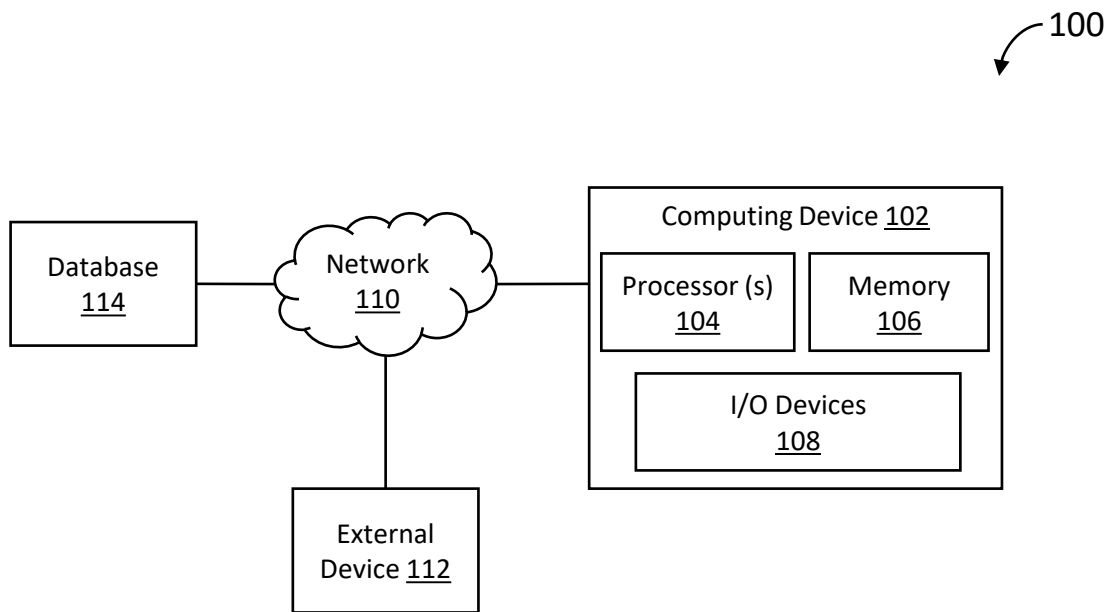 100
Computing Device 102
Database
114
Network
110
Processor (s)
104
Memory
106
I/O Devices
108
External
Device 112